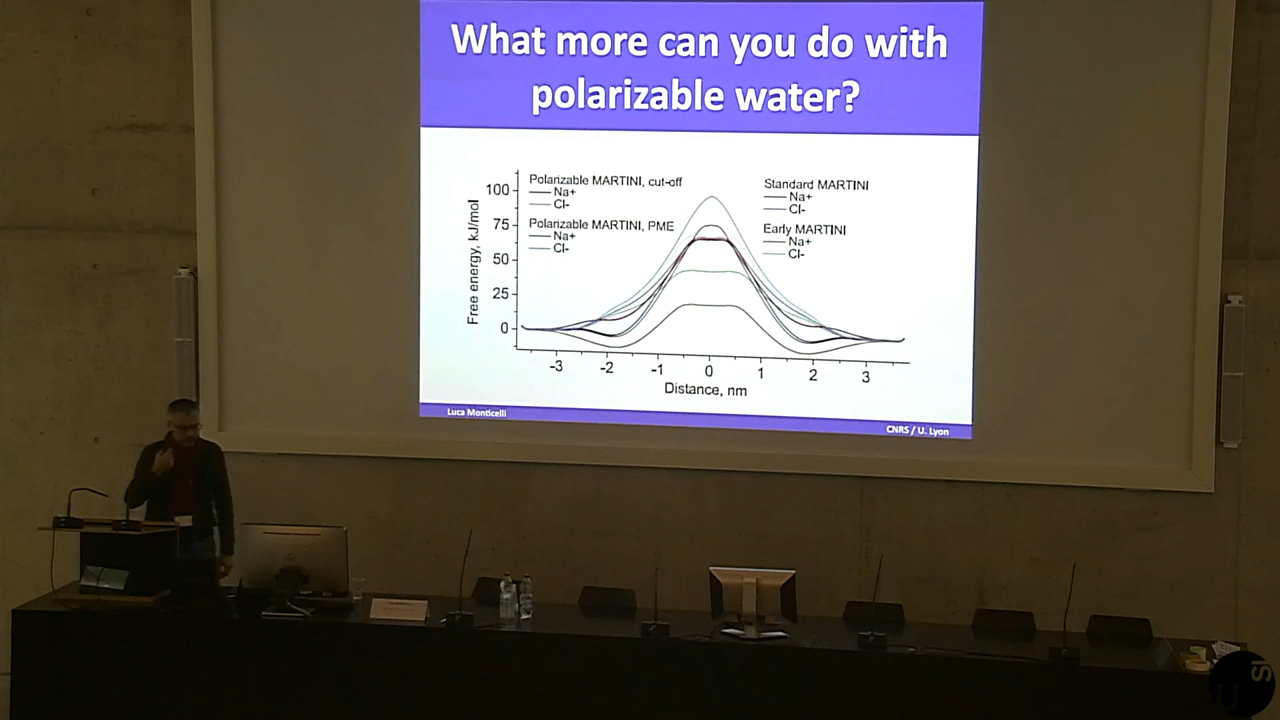 What more can you do with
polarizable water?
Polarizable MARTINI, cut-off
Na+
Cl-
Polarizable MARTINI, PME
Na+
Cl-
Standard MARTINI
Na+
Cl-
Early MARTINI
Na+
Cl-
Free energy, kJ/mol
100
75
50
25
0
-3 -2 -1 0 1 2 3
Distance, nm
Luca Monticelli
CNRS / U. Lyon
U
SI